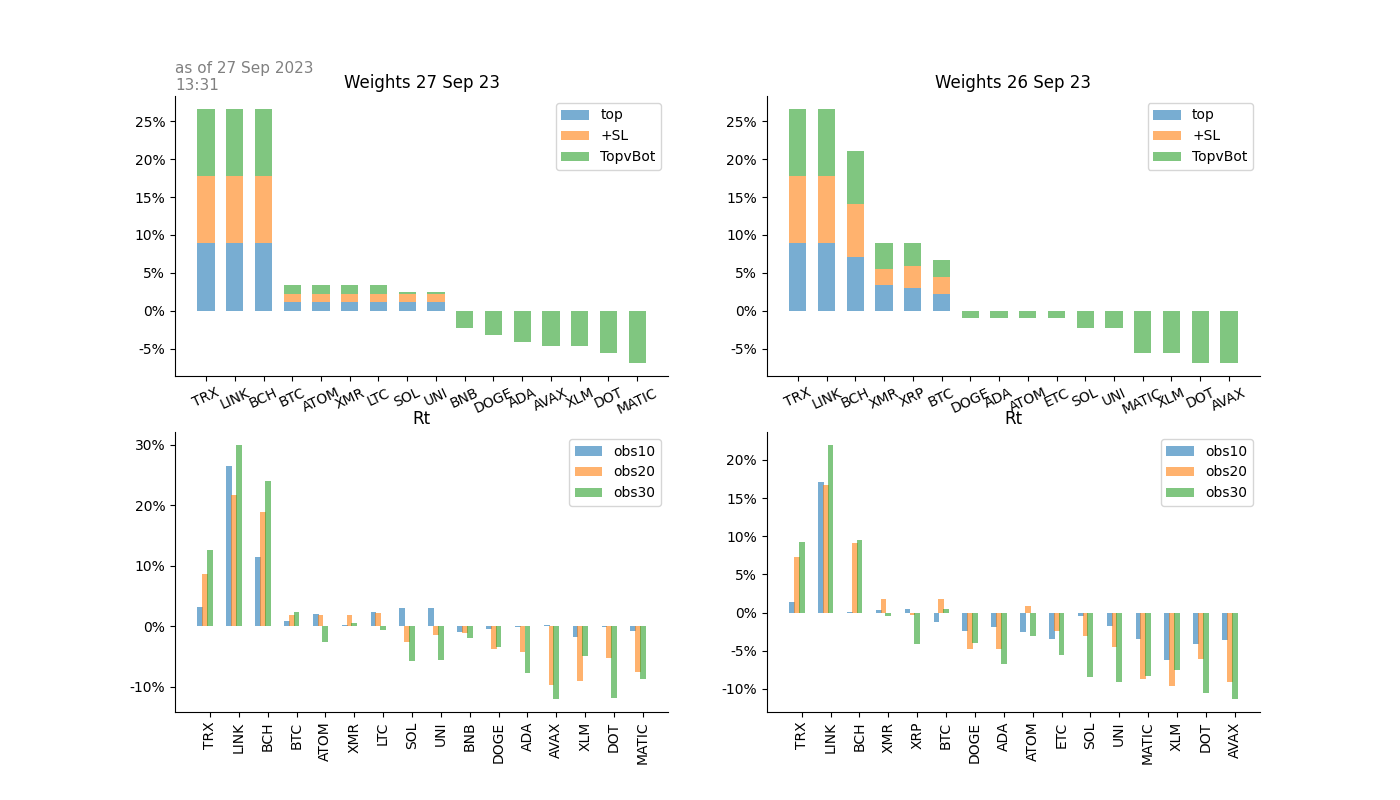 as of 27 Sep 2023
13:31
Weights 27 Sep 23
25%
20%
15%
10%
5%
0%
-5%
top
+SL
TopvBot
TRX LINK BCH BTC ATOM XMR LTC SOL UNI BNB DOGE ADA AVAX XLM DOT MATIC
Weights 26 Sep 23
25%
20%
15%
10%
5%
0%
-5%
top
+SL
TopvBot
TRX LINK BCH XMR XRP BTC DOGE ADA ATOM ETC SOL UNI MATIC XLM DOT AVAX
Rt
30%
20%
10%
0%
-10%
obs10
obs20
obs30
TRX LINK BCH BTC ATOM XMR LTC SOL UNI BNB DOGE ADA AVAX XLM DOT MATIC
Rt
20%
15%
10%
5%
0%
-5%
-10%
obs10
obs20
obs30
TRX LINK BCH XMR XRP BTC DOGE ADA ATOM ETC SOL UNI MATIC XLM DOT AVAX